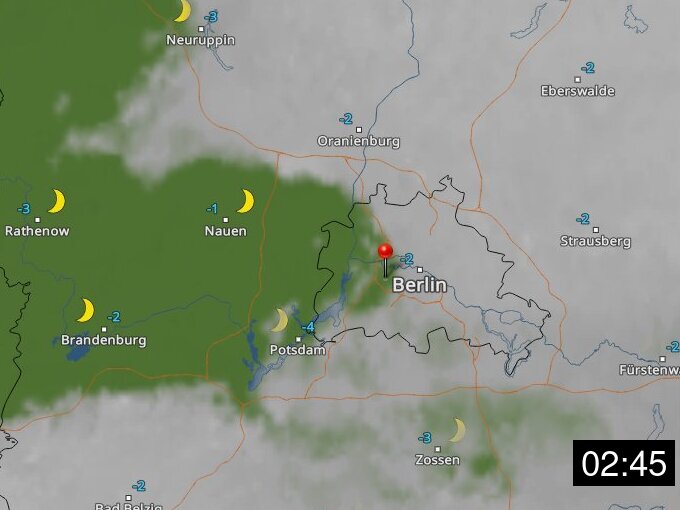 -3
Neuruppin
-2
Eberswalde
-2
Oranienburg
-3
Rathenow
-1
Nauen
-2
Strausberg
-2
Berlin
-2
Brandenburg
-4
Potsdam
-2
Fürstenwa
-3
Zossen
02:45
-2
Bad Belzig